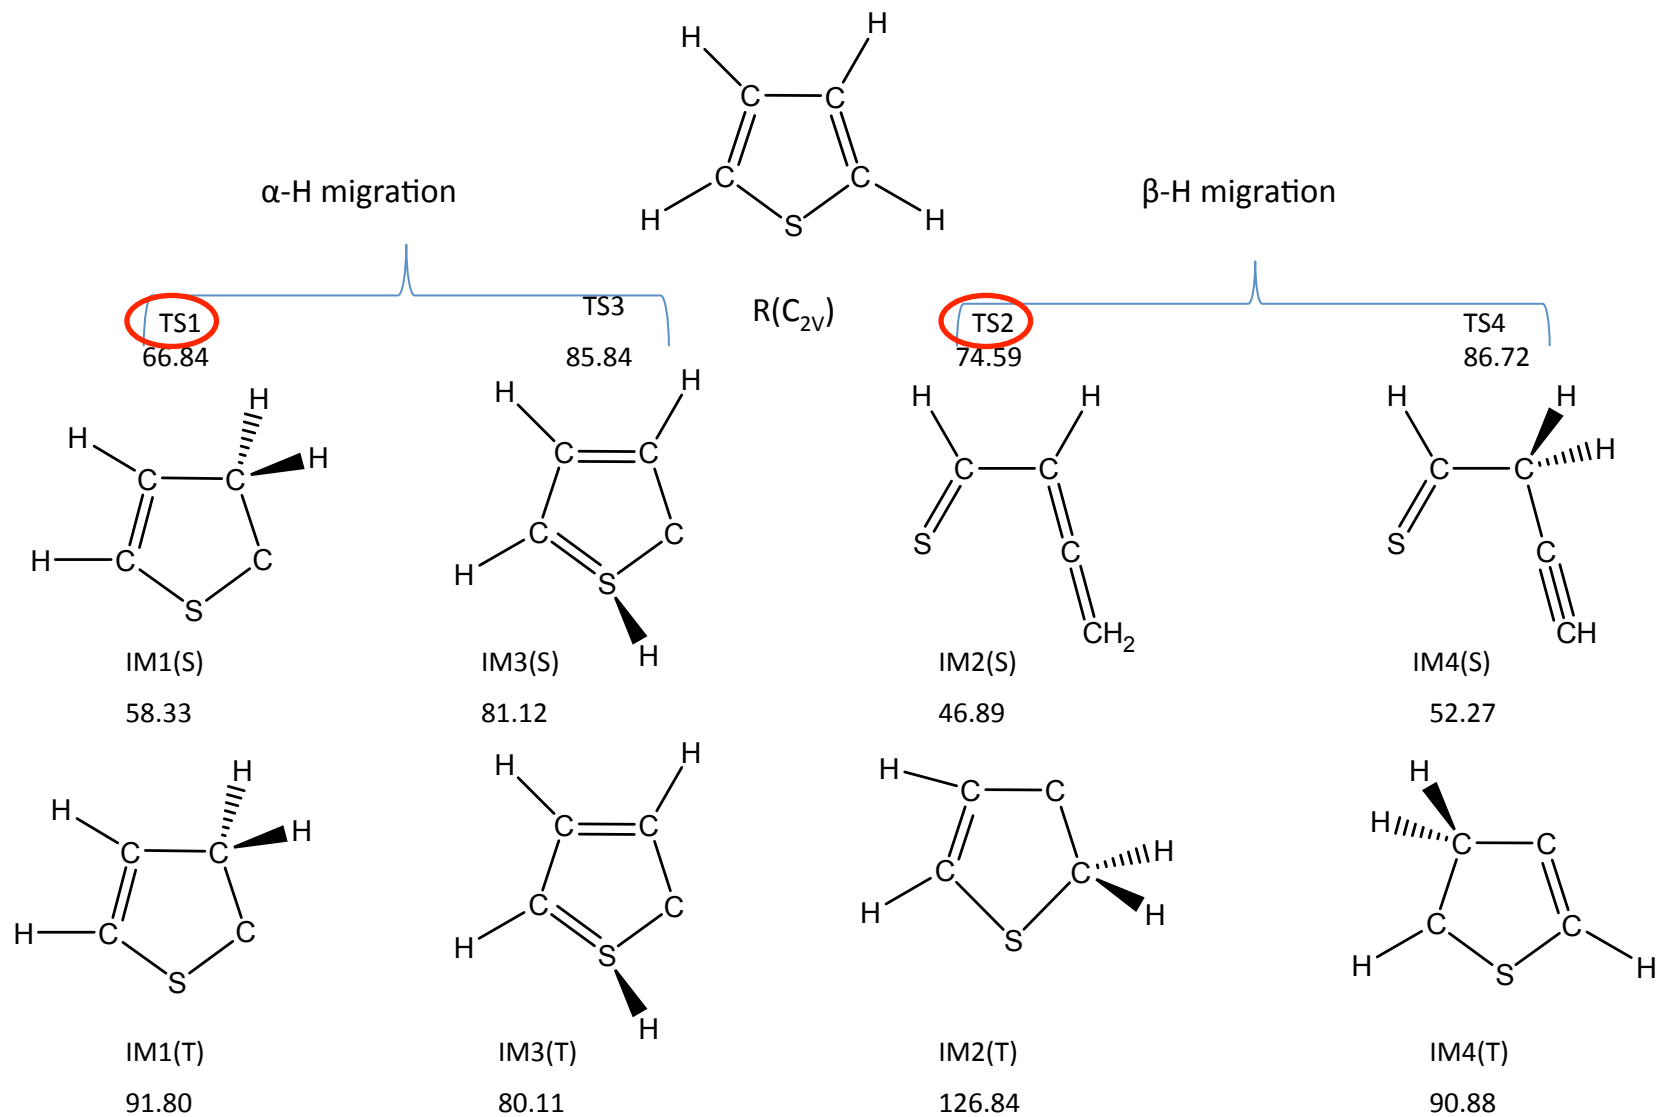 H H
C C
C C
H S H
α-H migration
β-H migration
R(C2V)
TS1
66.84
TS3
85.84
TS2
74.59
TS4
86.72
H
H C C H
H C C
S
IM1(S)
58.33
H H
C C
C C
H S
H
IM3(S)
81.12
H H
C C
S C
CH2
IM2(S)
46.89
H H
C C H
S C
CH
IM4(S)
52.27
H
H C C H
H C C
S
IM1(T)
91.80
H H
C C
C C
H S
H
IM3(T)
80.11
H C C
C C H
H S H
IM2(T)
126.84
H
H C C
C C
H S H
IM4(T)
90.88